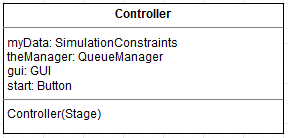 Controller
myData: SimulationConstraints
theManager: QueueManager
gui: GUI
start: Button
Controller(Stage)